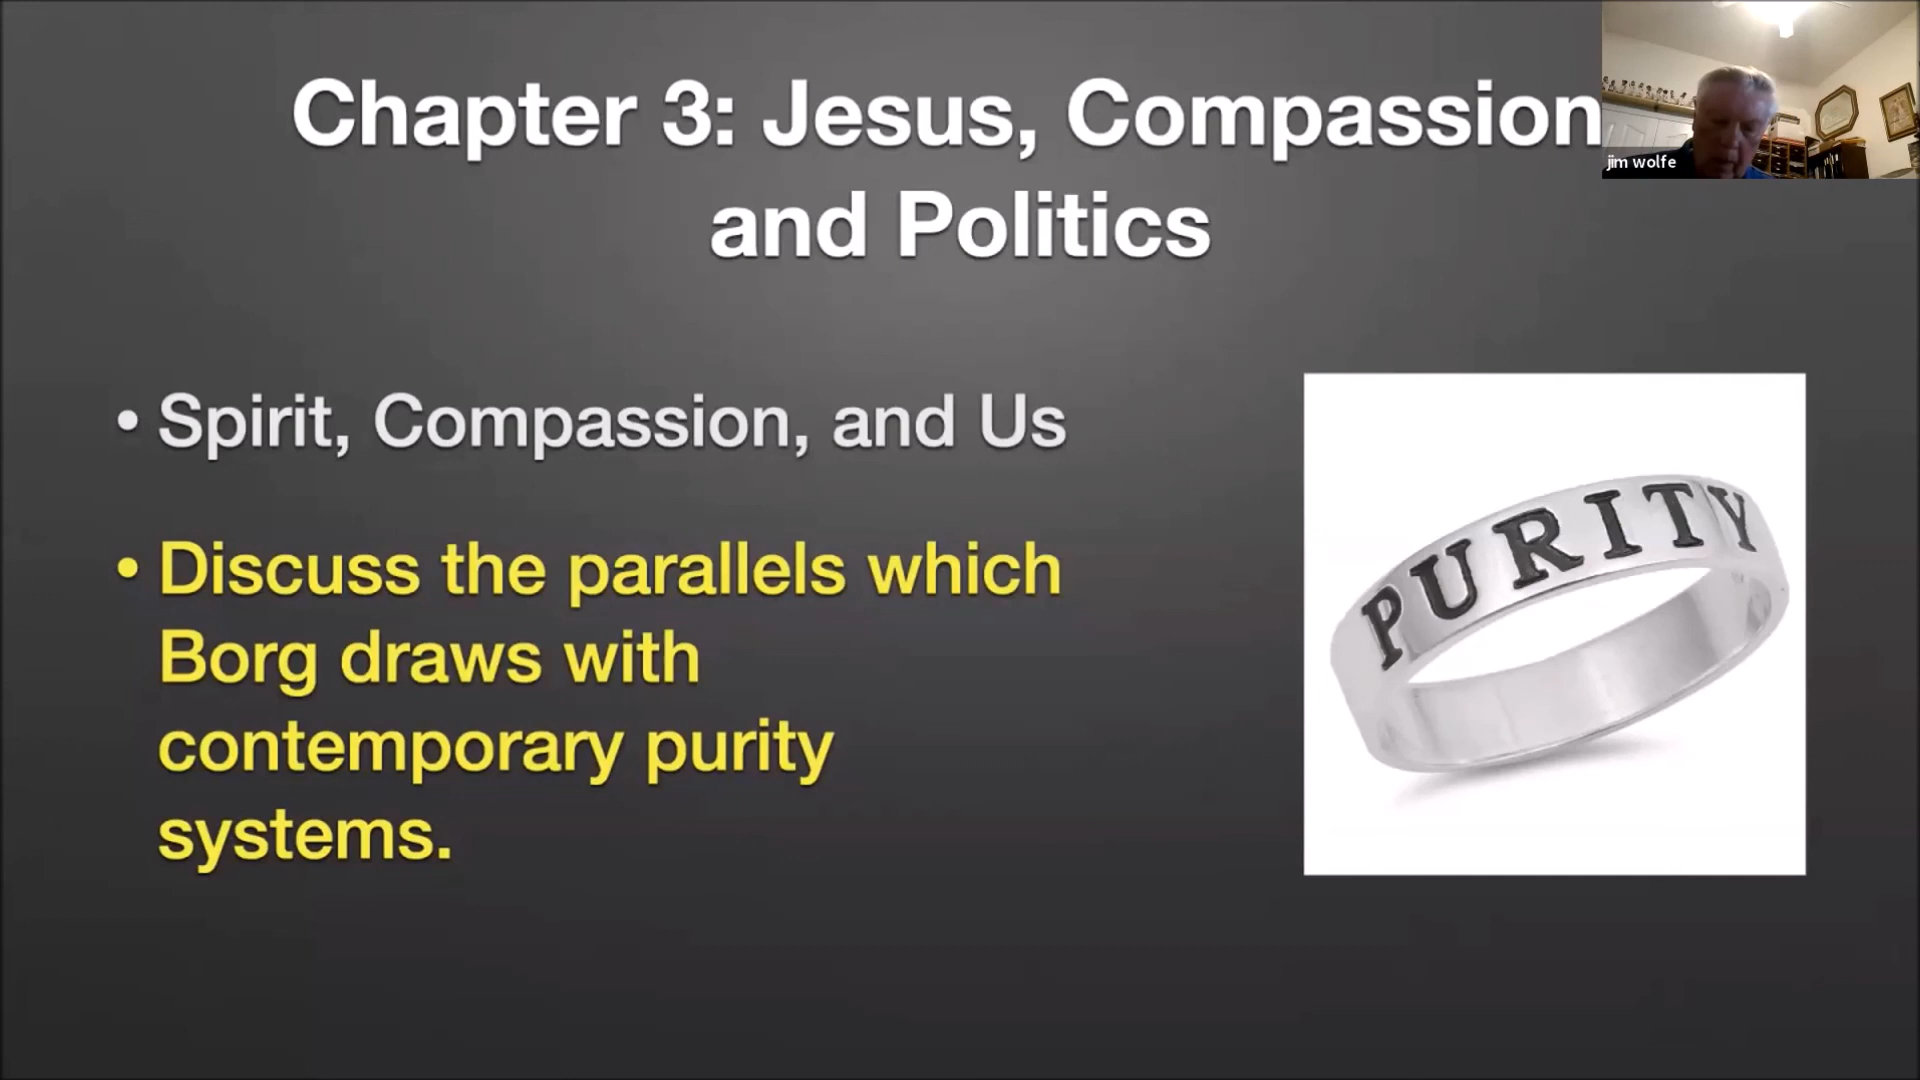 Chapter 3: Jesus, Compassion
and Politics
jim wolfe
• Spirit, Compassion, and Us
• Discuss the parallels which
Borg draws with
contemporary purity
systems.
PURITY